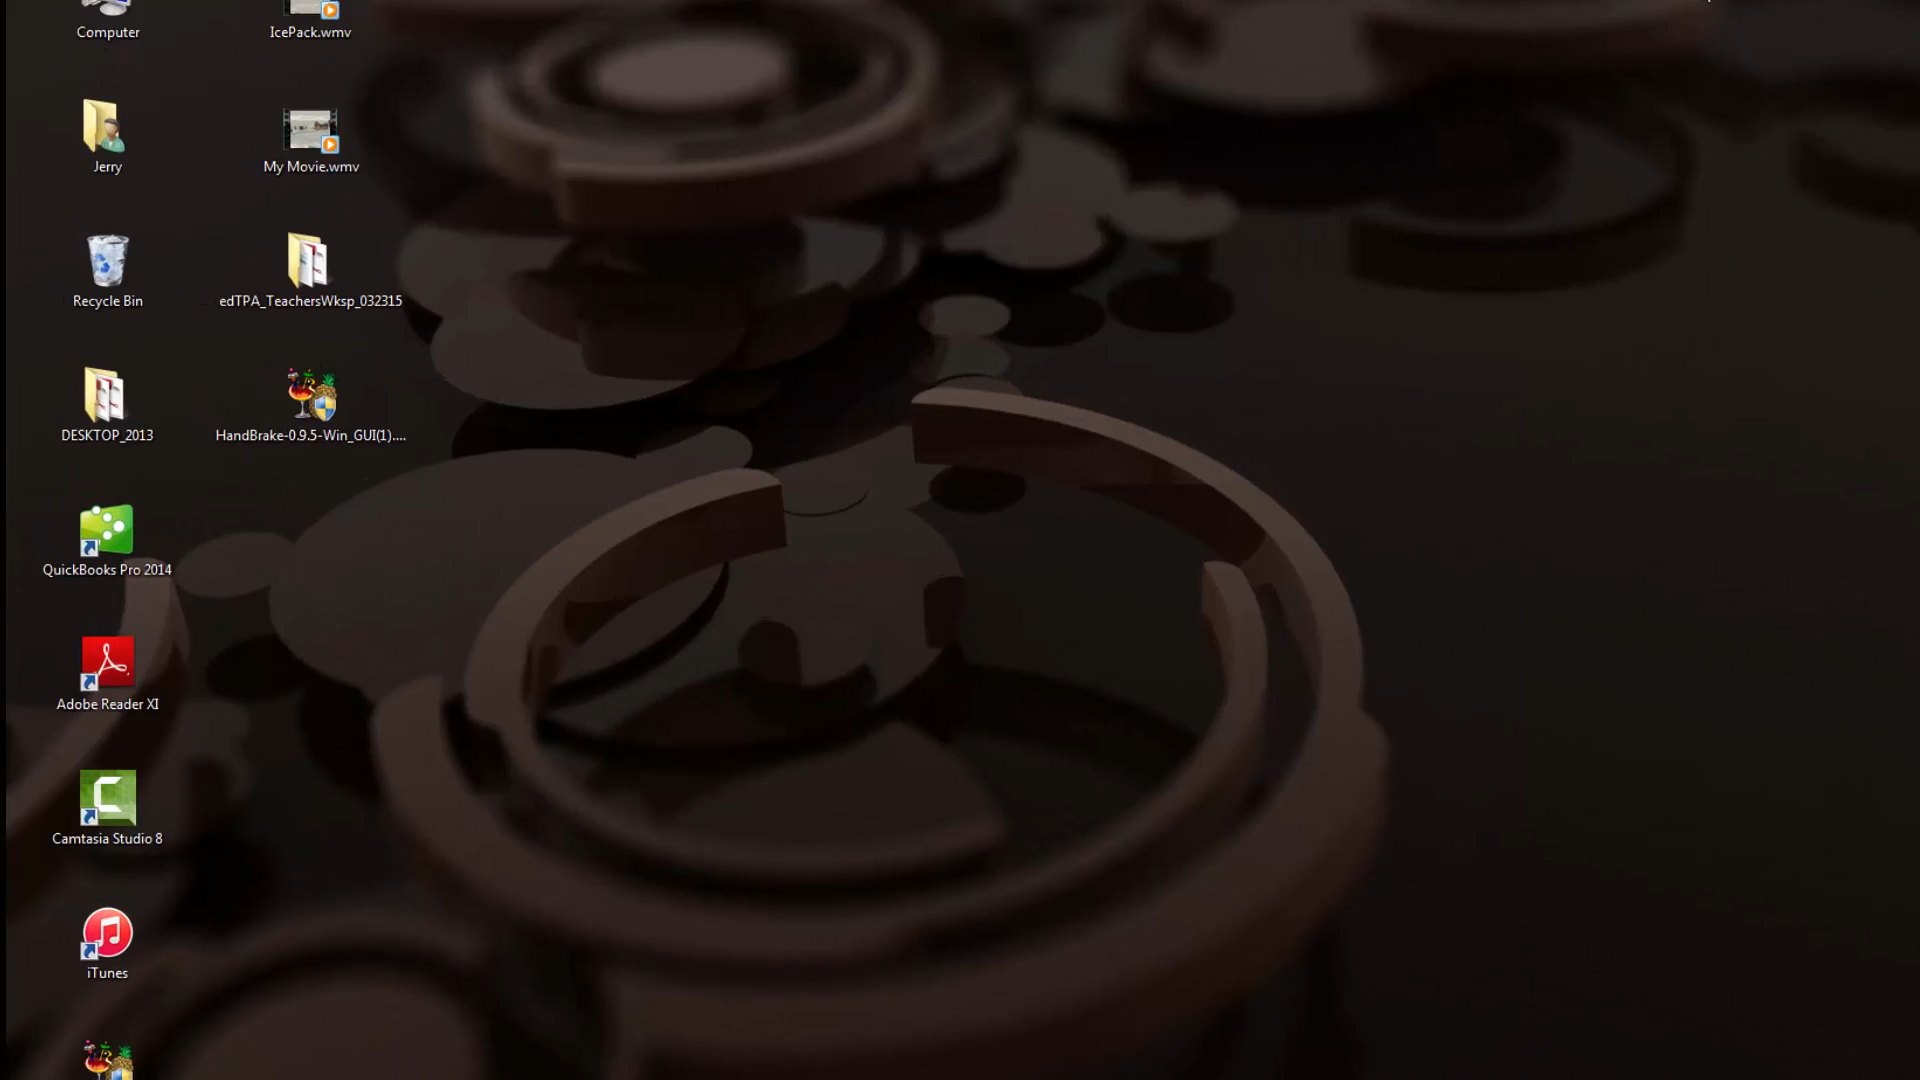 Computer
IcePack.wmv
Jerry
My Movie.wmv
Recycle Bin
edTPA_TeachersWksp_032315
DESKTOP_2013
HandBrake-0.9.5-Win_GUI(1)....
QuickBooks Pro 2014
Adobe Reader XI
Camtasia Studio 8
iTunes